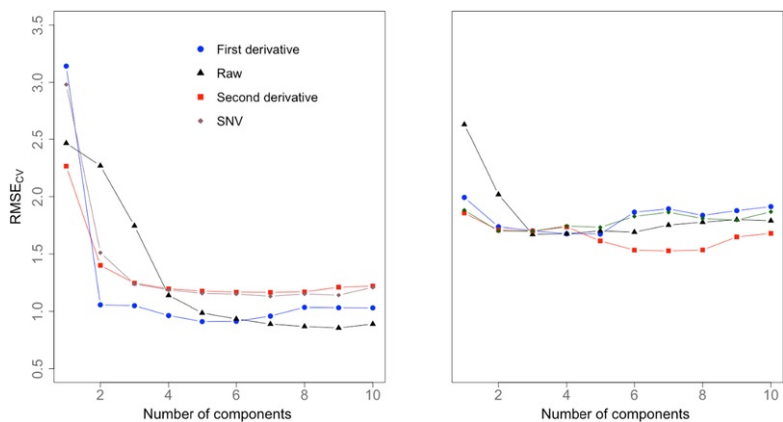 3.5
3.0
2.5
2.0
1.5
1.0
0.5
RMSECV
First derivative
Raw
Second derivative
SNV
2 4 6 8 10
Number of components
2 4 6 8 10
Number of components